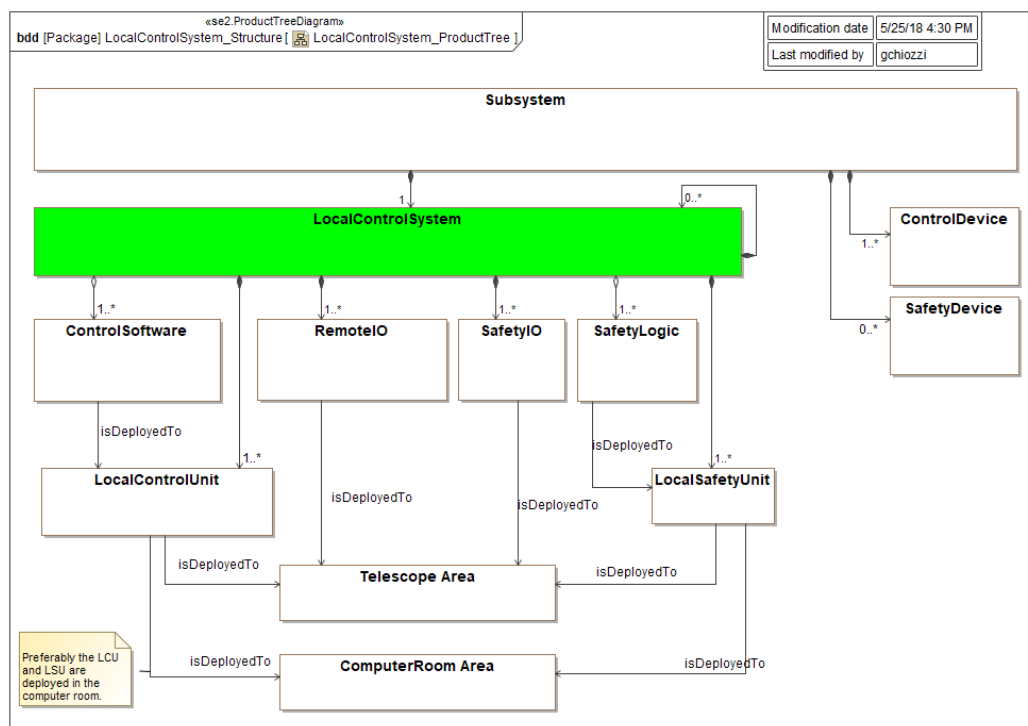 «se2.ProductTreeDiagram»
bdd [Package] LocalControlSystem_Structure [ LocalControlSystem_ProductTree ]
Modification date 5/25/18 4:30 PM
Last modified by gchiozzi
Subsystem
1
0..*
LocalControlSystem
ControlDevice
1..*
SafetyDevice
0..*
1..*
1..*
1..*
1..*
ControlSoftware
RemoteIO
SafetyIO
SafetyLogic
isDeployedTo
isDeployedTo
1..*
1..*
LocalControlUnit
LocalSafetyUnit
isDeployedTo
isDeployedTo
isDeployedTo
isDeployedTo
Telescope Area
Preferably the LCU
and LSU are
deployed in the
computer room.
isDeployedTo
isDeployedTo
ComputerRoom Area